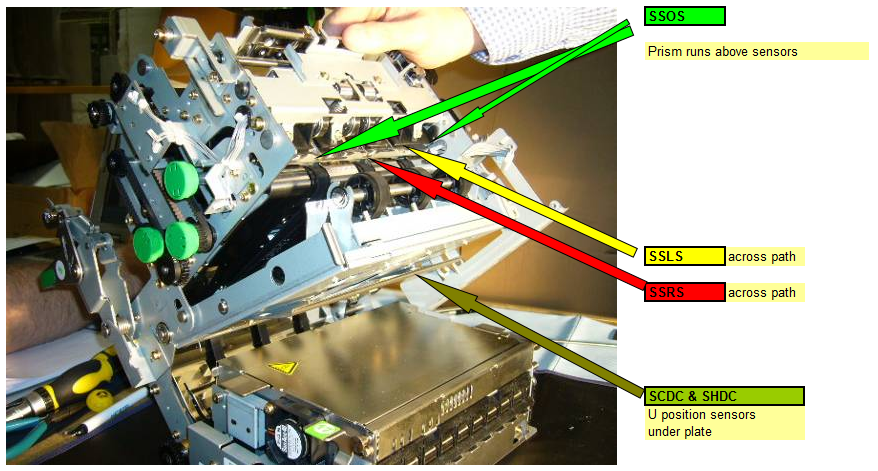 SSOS
Prism runs above sensors
SSLS across path
SSRS across path
SCDC & SHDC
U position sensors
under plate